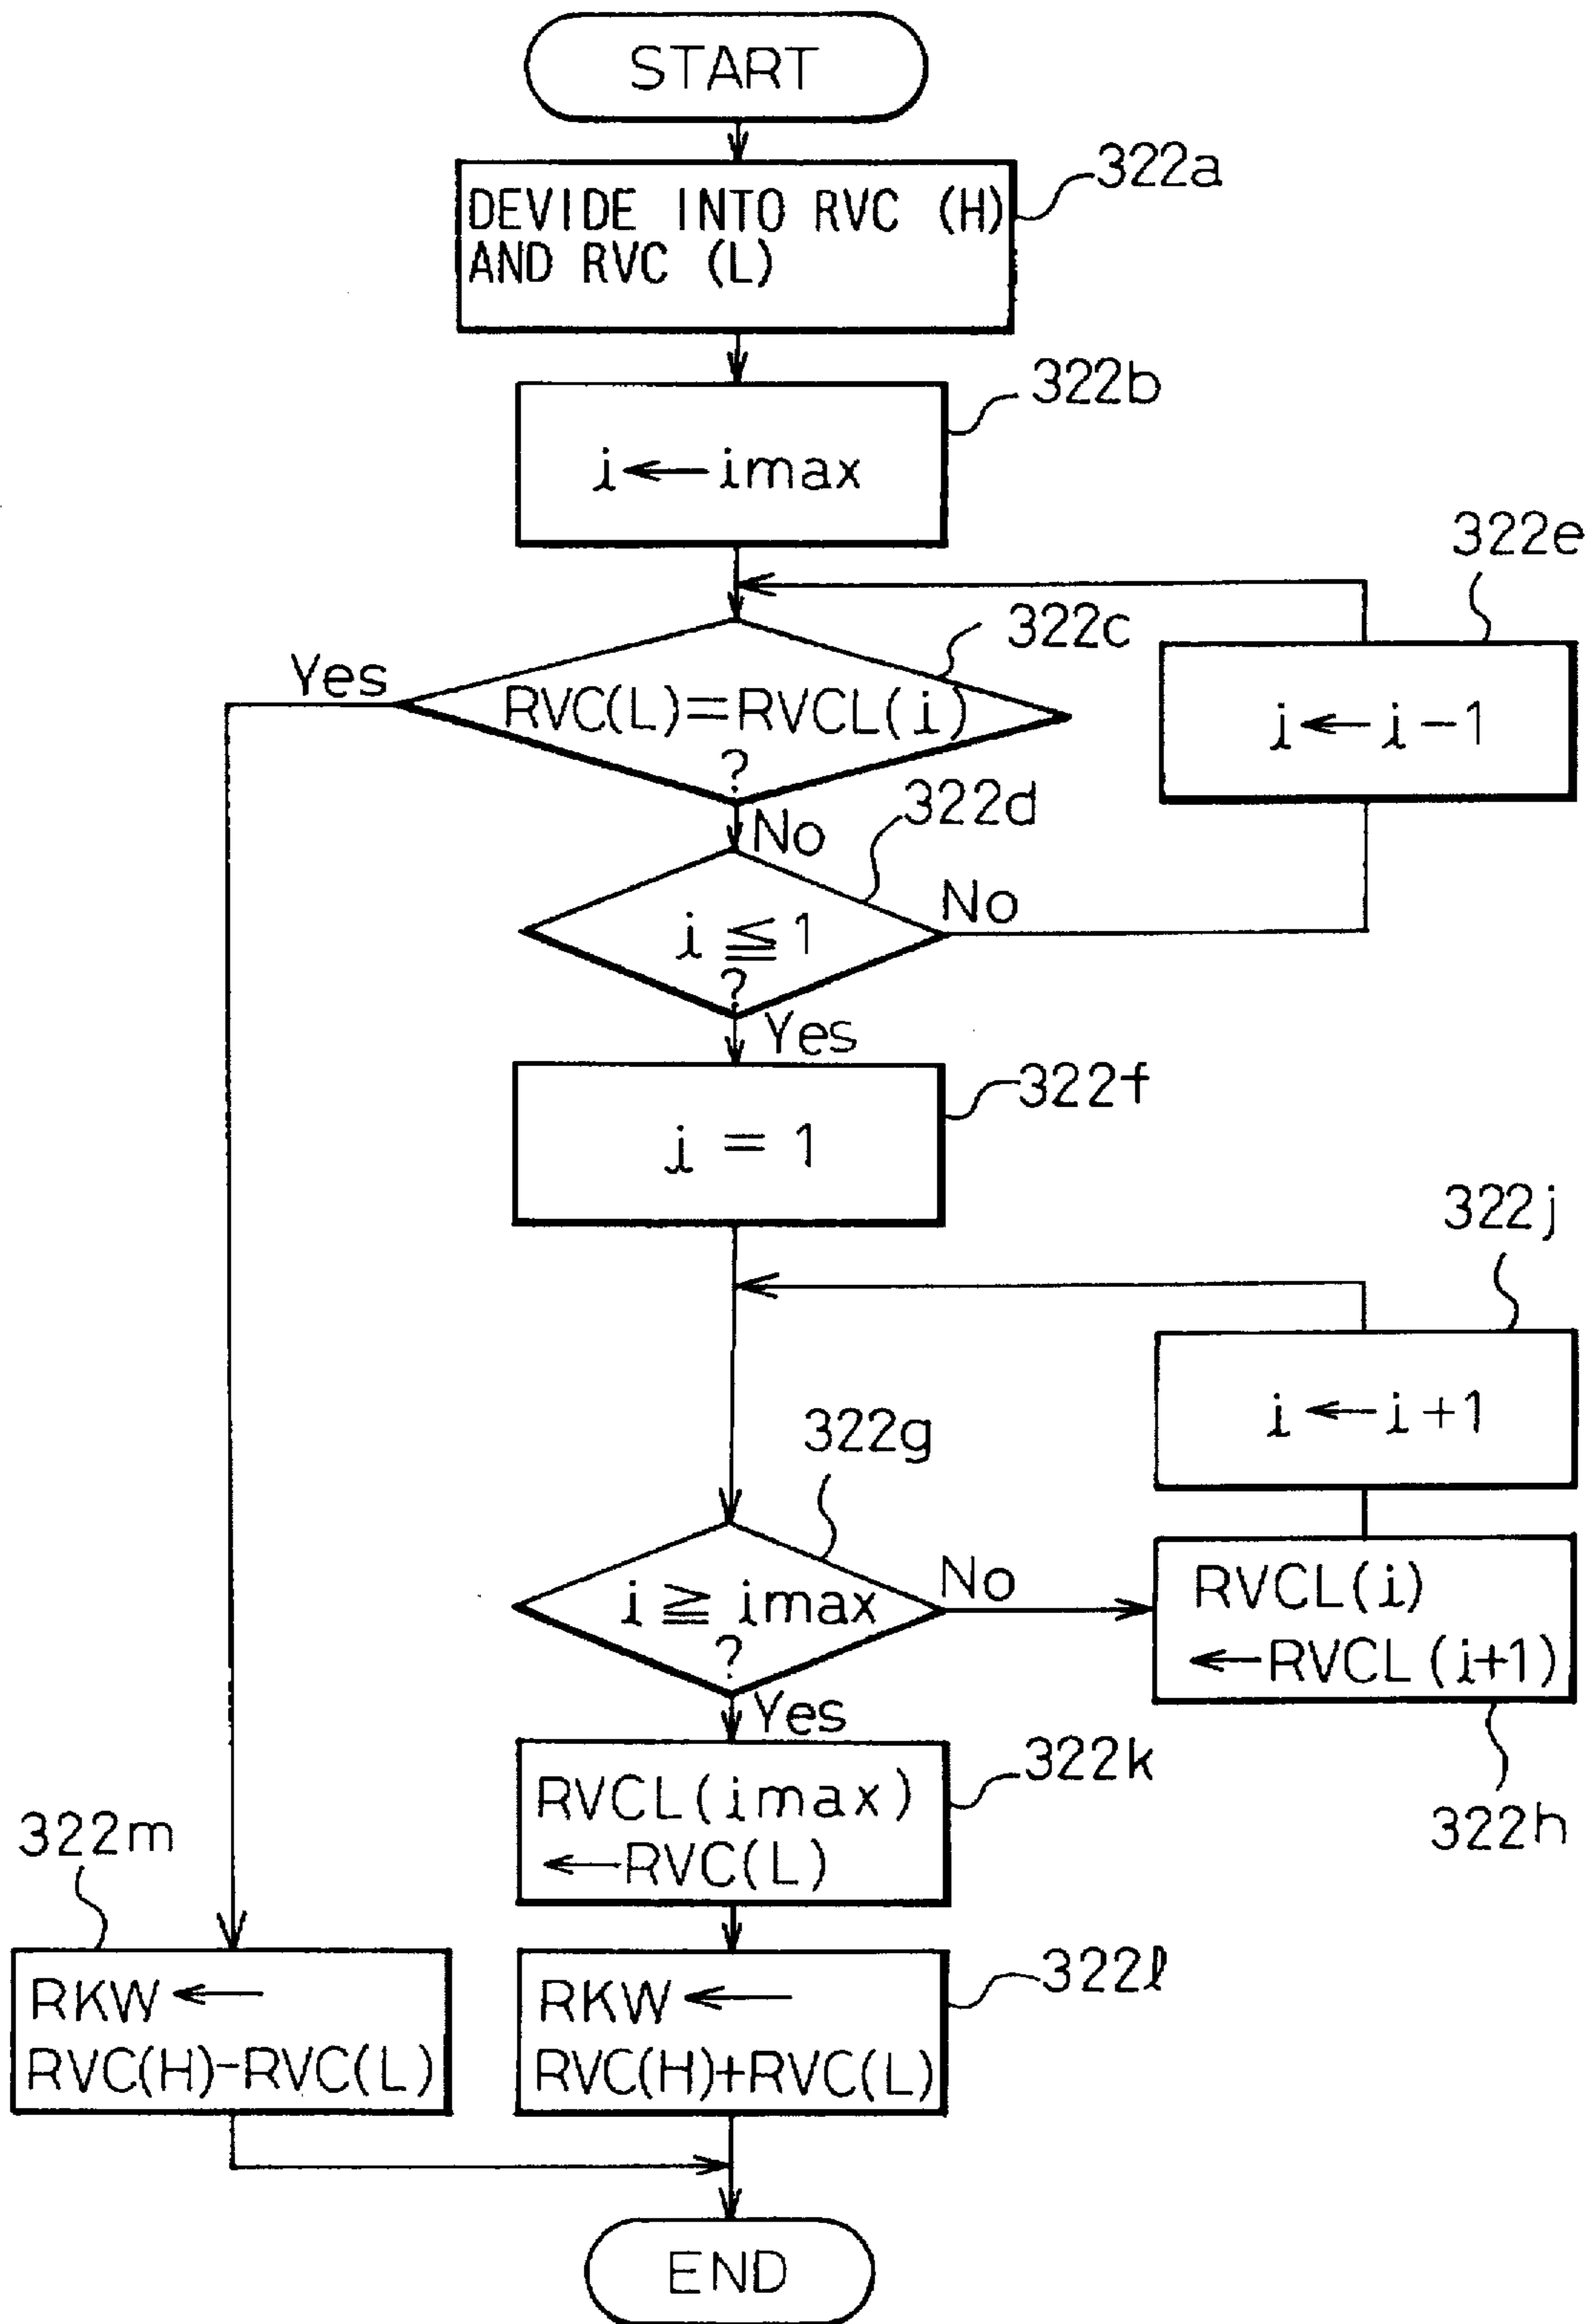 START
322a
DEVIDE INTO RVC (H)
AND RVC (L)
322b
i←imax
322e
322c
Yes
RVC(L)=RVCL(i)
?
i←i-1
322d
No
i≦1
?
No
Yes
322f
i = 1
322j
i←i+1
322g
i≧imax
?
No
RVCL(i)
←RVCL(i+1)
Yes
322k
RVCL(imax)
←RVC(L)
322h
322m
RKW←
RVC(H)-RVC(L)
322ℓ
RKW←
RVC(H)+RVC(L)
END